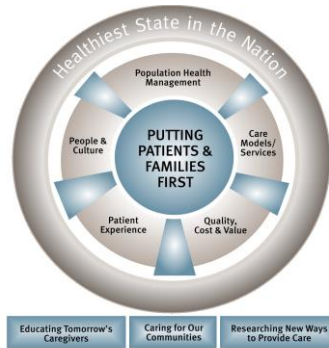 Healthiest State in the Nation
Population Health
Management
People &
Culture
PUTTING
PATIENTS &
FAMILIES
FIRST
Care
Models/
Services
Patient
Experience
Quality,
Cost & Value
Educating Tomorrow's
Caregivers
Caring for Our
Communities
Researching New Ways
to Provide Care